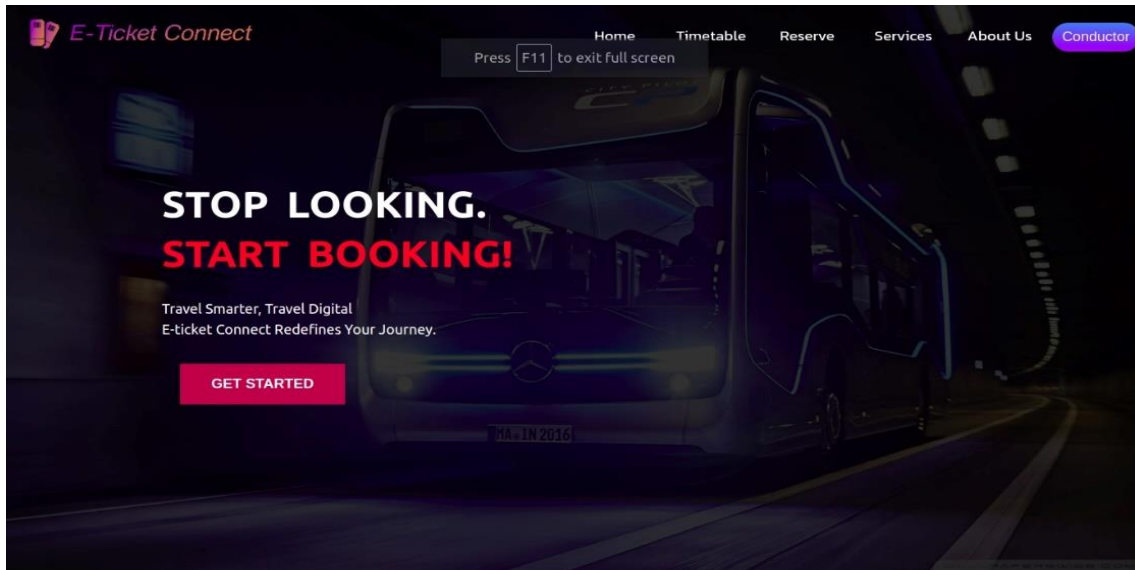 E-Ticket Connect
Home Timetable Reserve Services About Us Conductor
Press F11 to exit full screen
STOP LOOKING.
START BOOKING!
Travel Smarter, Travel Digital
E-ticket Connect Redefines Your Journey.
GET STARTED
MA IN 2016